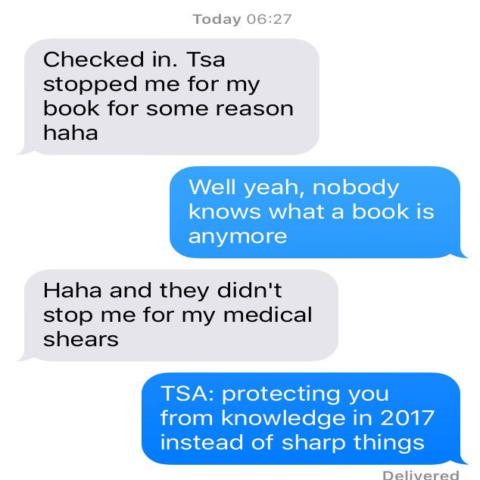 Today 06:27
Checked in. Tsa
stopped me for my
book for some reason
haha
Well yeah, nobody
knows what a book is
anymore
Haha and they didn't
stop me for my medical
shears
TSA: protecting you
from knowledge in 2017
instead of sharp things
Delivered